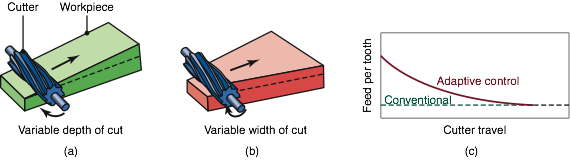 Cutter
Workpiece
Variable depth of cut
(a)
Variable width of cut
(b)
Feed per tooth
Adaptive control
Conventional
Cutter travel
(c)